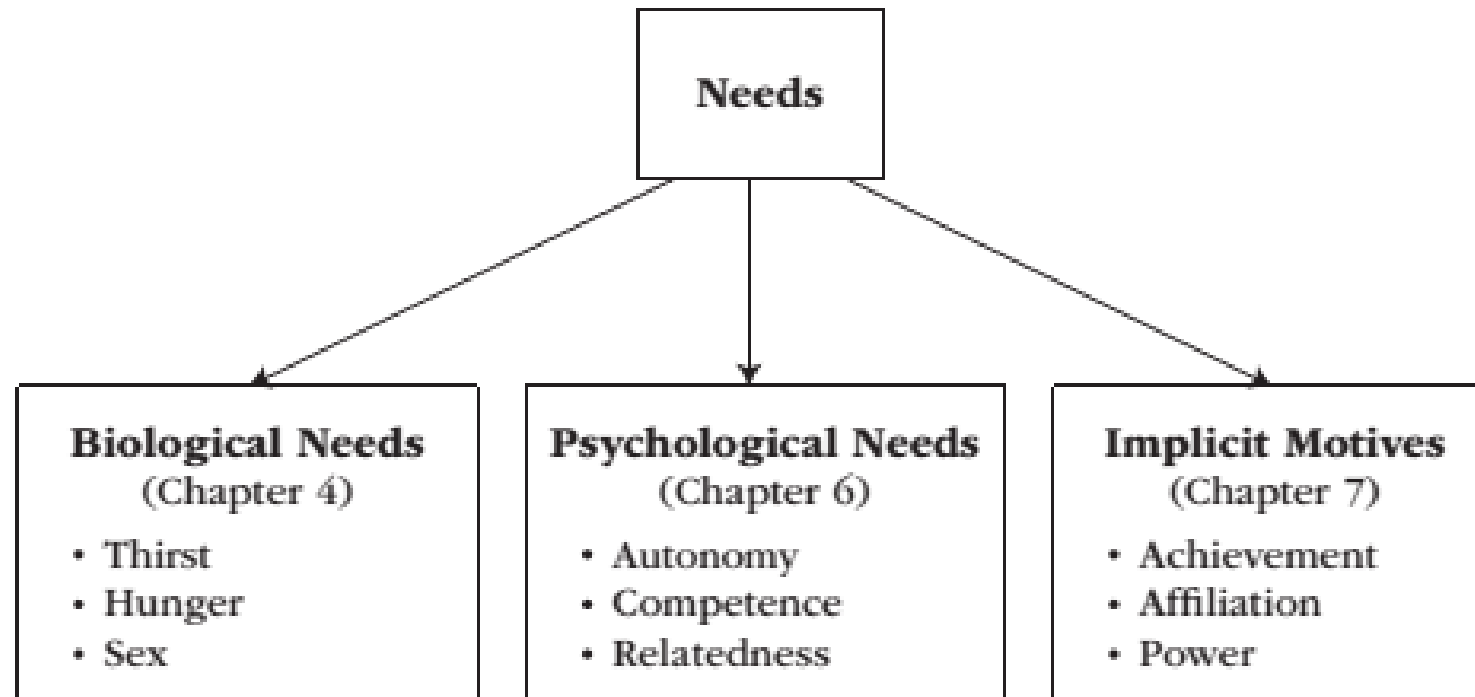 Needs
Biological Needs
(Chapter 4)
• Thirst
• Hunger
• Sex
Psychological Needs
(Chapter 6)
• Autonomy
• Competence
• Relatedness
Implicit Motives
(Chapter 7)
• Achievement
• Affiliation
• Power